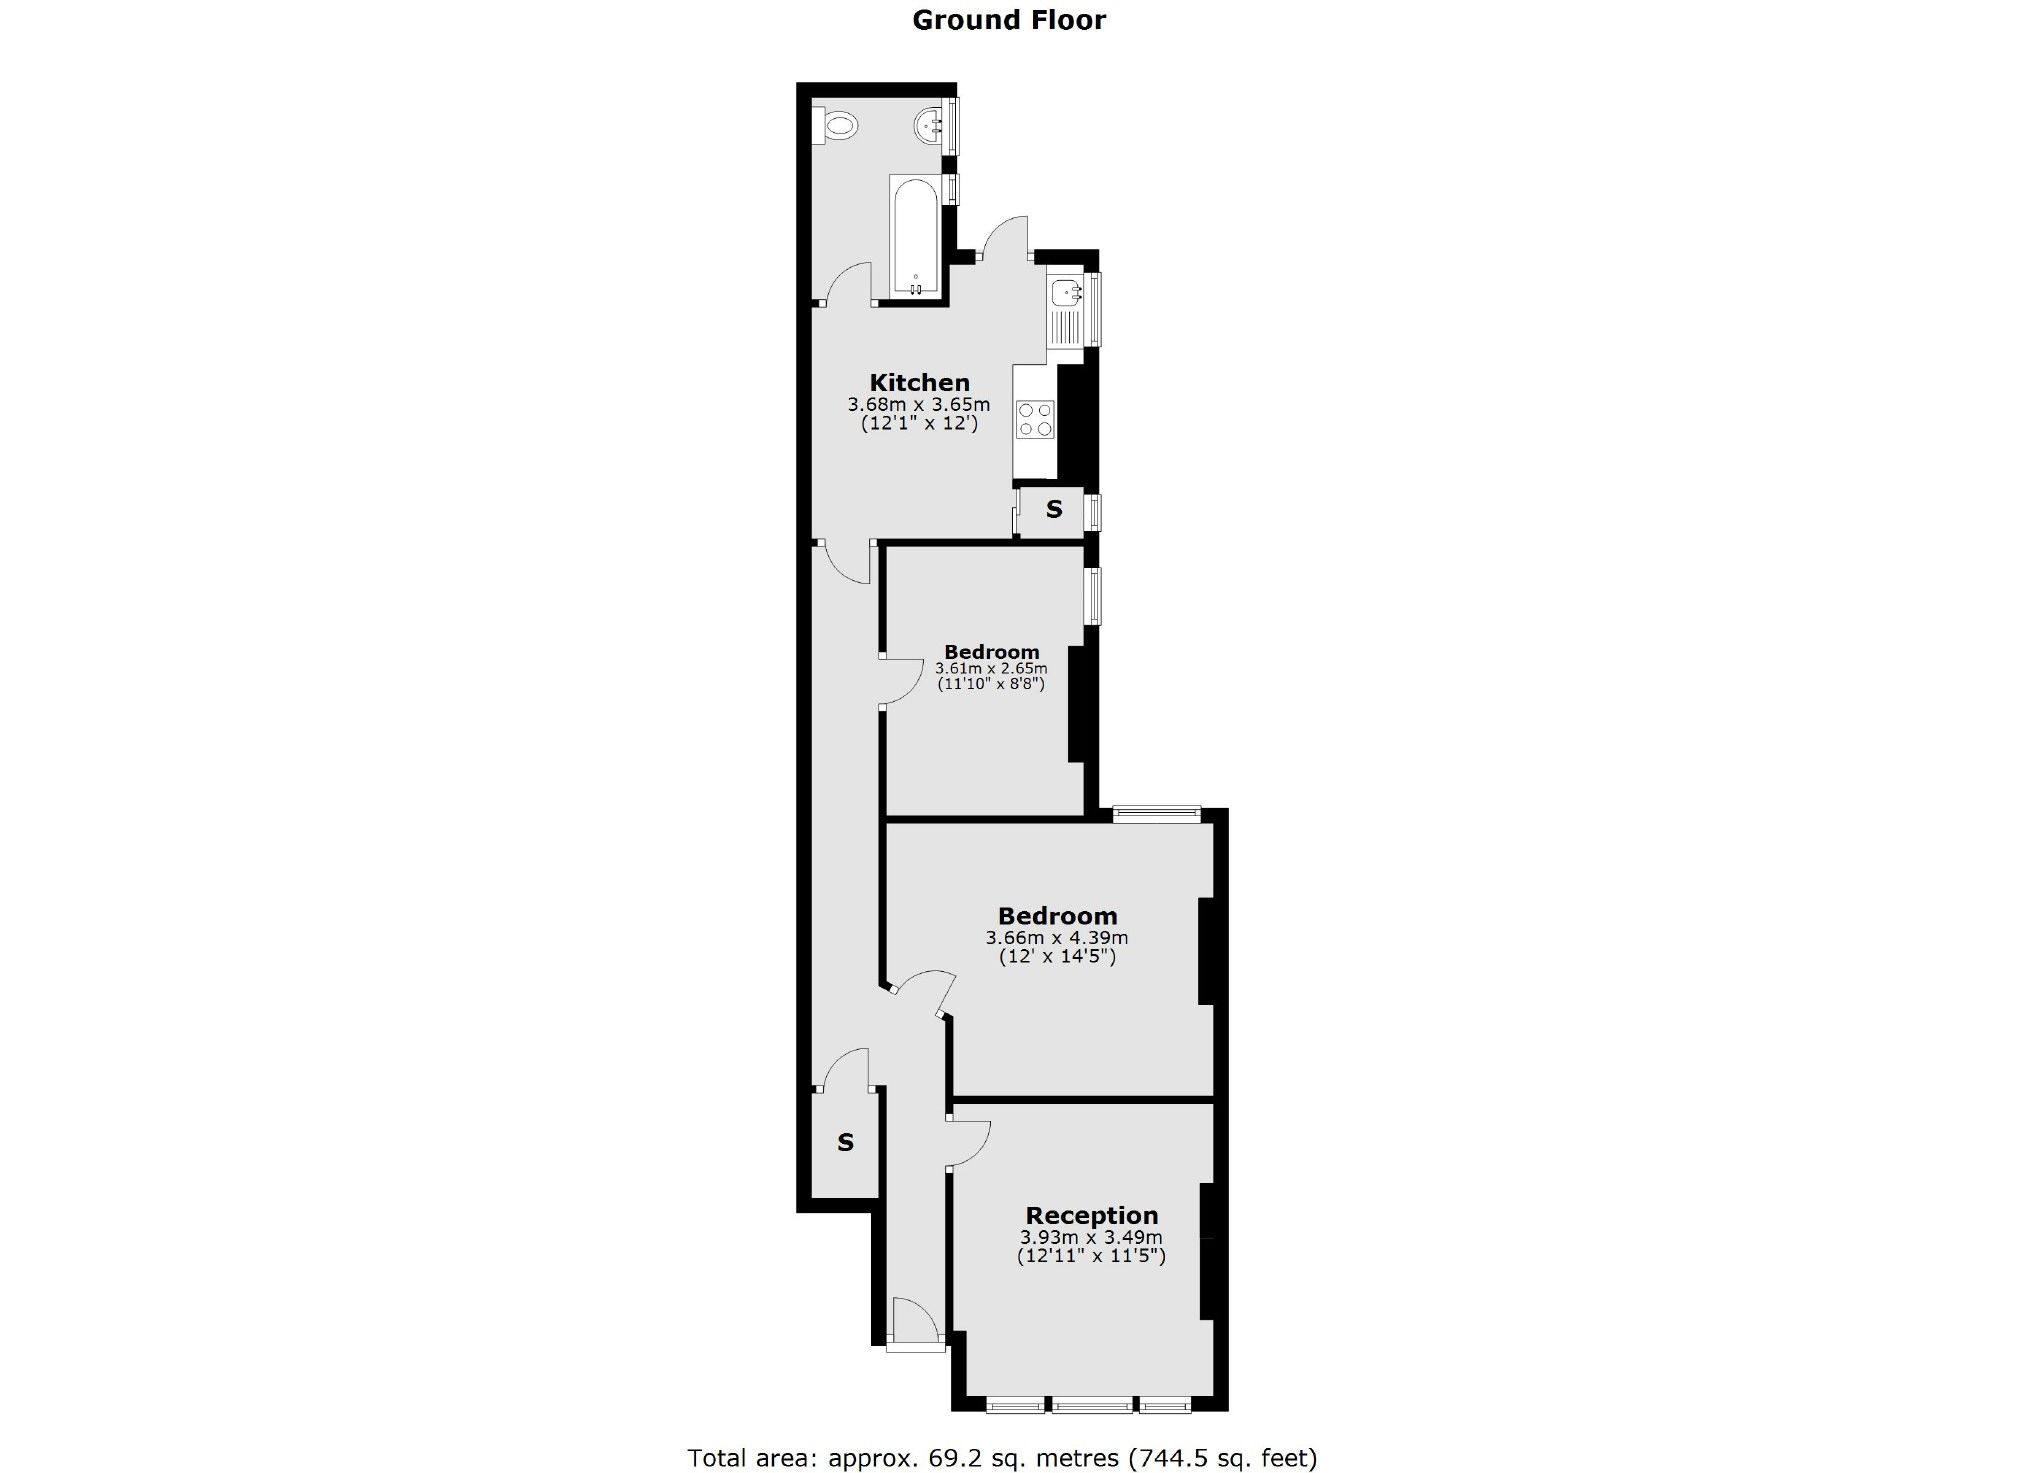 Ground Floor
Kitchen
3.68m x 3.65m
(12'1" x 12')
S
Bedroom
3.61m x 2.65m
(11'10" x 8'8")
Bedroom
3.66m x 4.39m
(12' x 14'5")
S
Reception
3.93m x 3.49m
(12'11" x 11'5")
Total area: approx. 69.2 sq. metres (744.5 sq. feet)